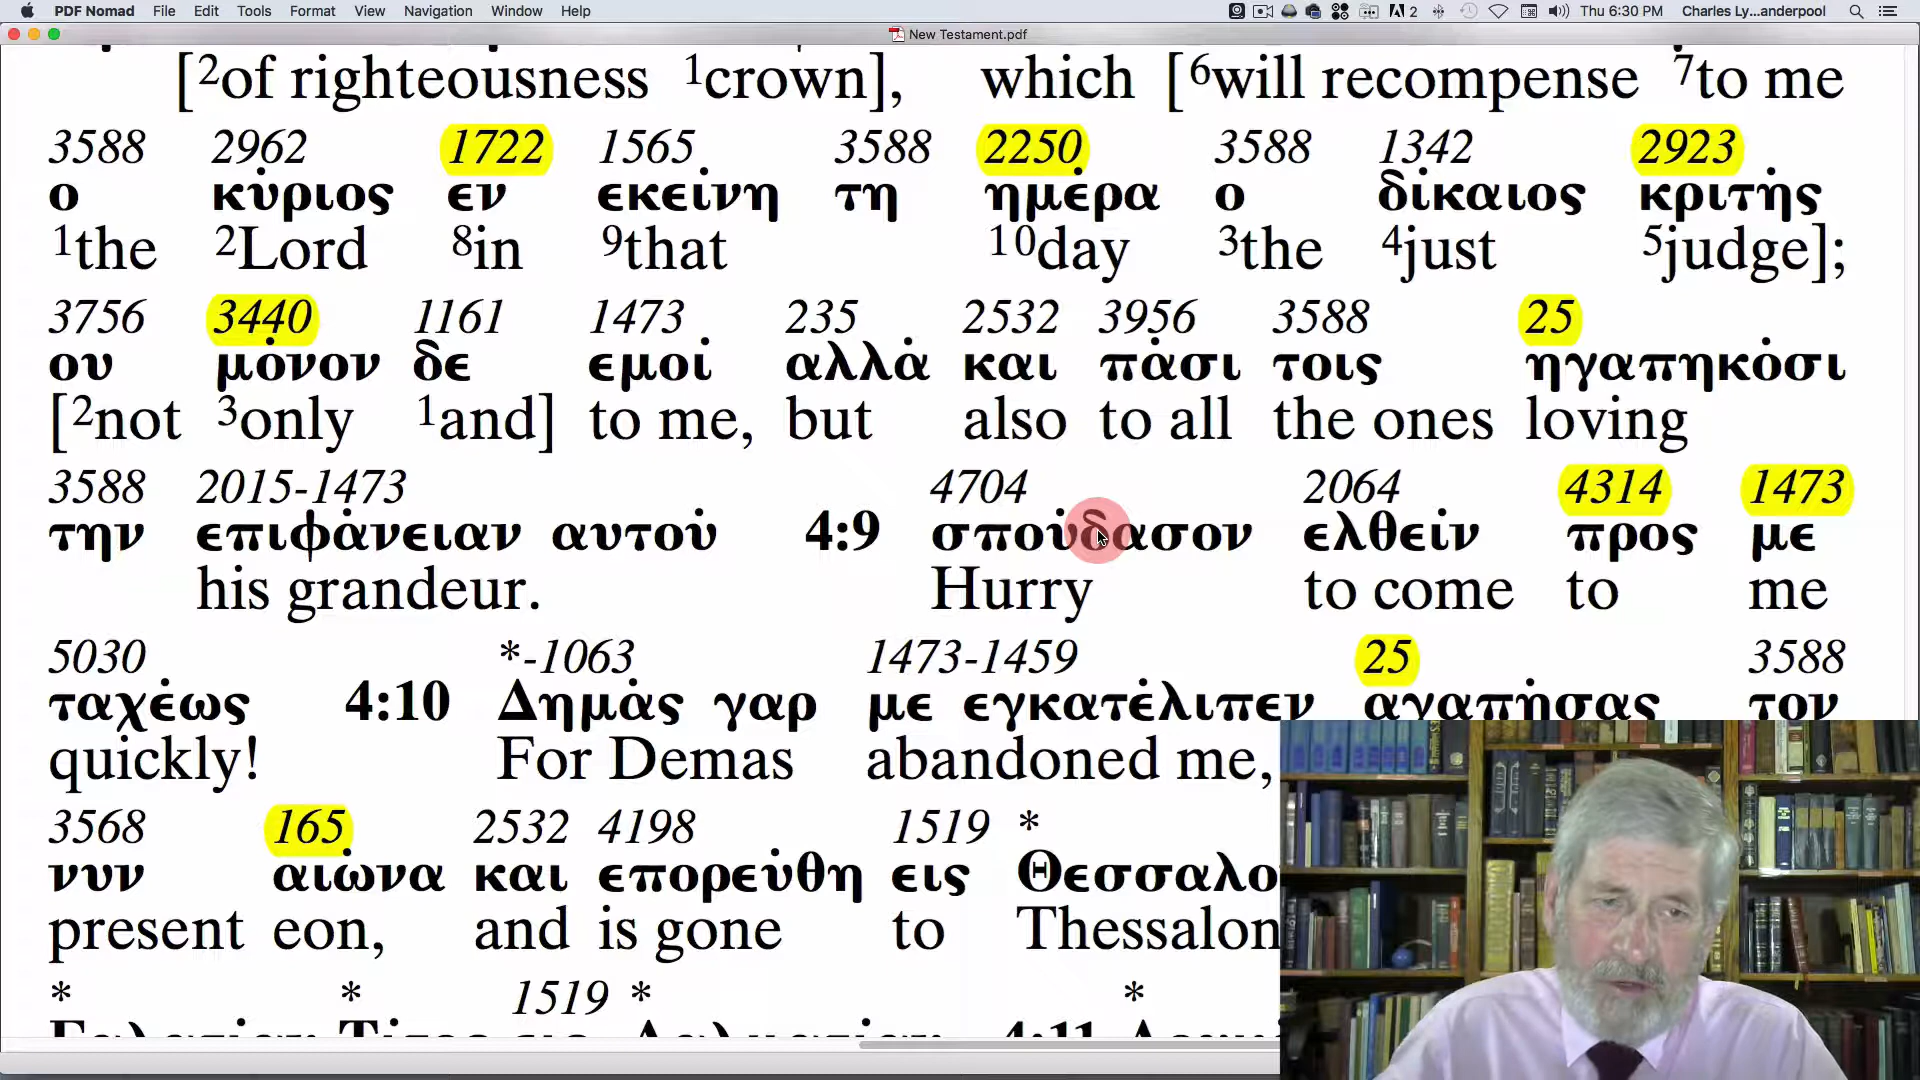 PDF Nomad File Edit Tools Format View Navigation Window Help 2 Thu 6:30 PM Charles Ly...anderpool
New Testament.pdf
[²of righteousness ¹crown], which [⁶will recompense ⁷to me
3588 2962 1722 1565 3588 2250 3588 1342 2923
ο κύριος εν εκείνη τη ημέρα ο δίκαιος κριτής
¹the ²Lord ⁸in ⁹that ¹⁰day ³the ⁴just ⁵judge];
3756 3440 1161 1473 235 2532 3956 3588 25
ου μόνον δε εμοί αλλά και πάσι τοις ηγαπηκόσι
[²not ³only ¹and] to me, but also to all the ones loving
3588 2015-1473 4704 2064 4314 1473
την επιφάνειαν αυτού 4:9 σπούδασον ελθείν προς με
his grandeur. Hurry to come to me
5030 *-1063 1473-1459 25 3588
ταχέως 4:10 Δημάς γαρ με εγκατέλιπεν αγαπήσας τον
quickly! For Demas abandoned me,
3568 165 2532 4198 1519 *
νυν αιώνα και επορεύθη εις Θεσσαλο
present eon, and is gone to Thessalon
* * 1519 * *
4:11